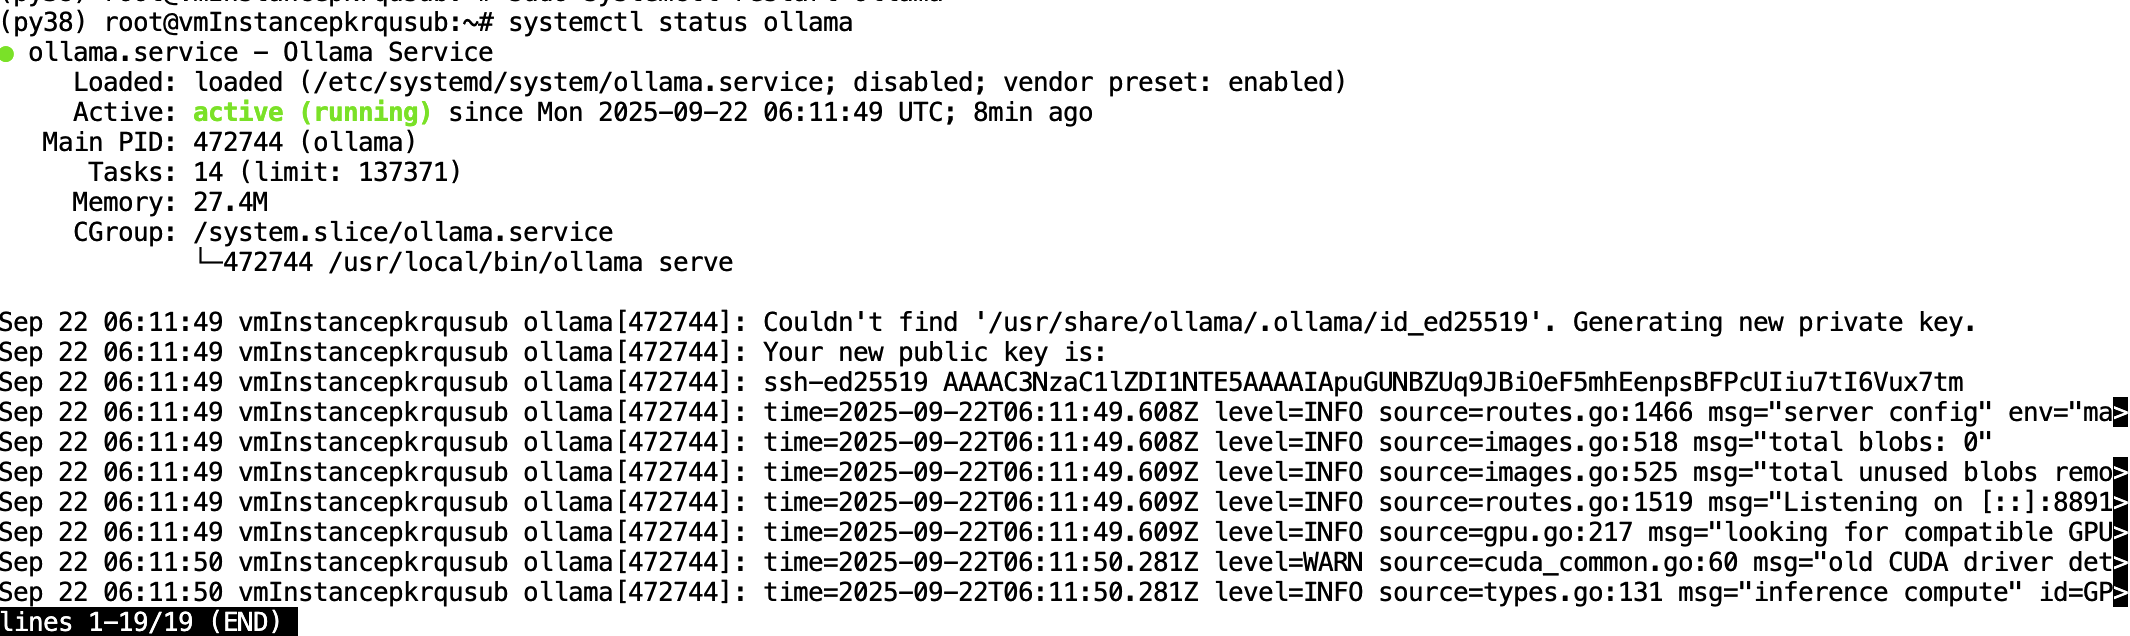 (py38) root@vmInstancepkrqusub:~# sudo systemctl restart ollama
(py38) root@vmInstancepkrqusub:~# systemctl status ollama
● ollama.service - Ollama Service
     Loaded: loaded (/etc/systemd/system/ollama.service; disabled; vendor preset: enabled)
     Active: active (running) since Mon 2025-09-22 06:11:49 UTC; 8min ago
   Main PID: 472744 (ollama)
      Tasks: 14 (limit: 137371)
     Memory: 27.4M
     CGroup: /system.slice/ollama.service
             └─472744 /usr/local/bin/ollama serve

Sep 22 06:11:49 vmInstancepkrqusub ollama[472744]: Couldn't find '/usr/share/ollama/.ollama/id_ed25519'. Generating new private key.
Sep 22 06:11:49 vmInstancepkrqusub ollama[472744]: Your new public key is:
Sep 22 06:11:49 vmInstancepkrqusub ollama[472744]: ssh-ed25519 AAAAC3NzaC1lZDI1NTE5AAAAIApuGUNBZUq9JBiOeF5mhEenpsBFPcUIiu7tI6Vux7tm
Sep 22 06:11:49 vmInstancepkrqusub ollama[472744]: time=2025-09-22T06:11:49.608Z level=INFO source=routes.go:1466 msg="server config" env="ma>
Sep 22 06:11:49 vmInstancepkrqusub ollama[472744]: time=2025-09-22T06:11:49.608Z level=INFO source=images.go:518 msg="total blobs: 0"
Sep 22 06:11:49 vmInstancepkrqusub ollama[472744]: time=2025-09-22T06:11:49.609Z level=INFO source=images.go:525 msg="total unused blobs remo>
Sep 22 06:11:49 vmInstancepkrqusub ollama[472744]: time=2025-09-22T06:11:49.609Z level=INFO source=routes.go:1519 msg="Listening on [::]:8891>
Sep 22 06:11:49 vmInstancepkrqusub ollama[472744]: time=2025-09-22T06:11:49.609Z level=INFO source=gpu.go:217 msg="looking for compatible GPU>
Sep 22 06:11:50 vmInstancepkrqusub ollama[472744]: time=2025-09-22T06:11:50.281Z level=WARN source=cuda_common.go:60 msg="old CUDA driver det>
Sep 22 06:11:50 vmInstancepkrqusub ollama[472744]: time=2025-09-22T06:11:50.281Z level=INFO source=types.go:131 msg="inference compute" id=GP>
lines 1-19/19 (END)